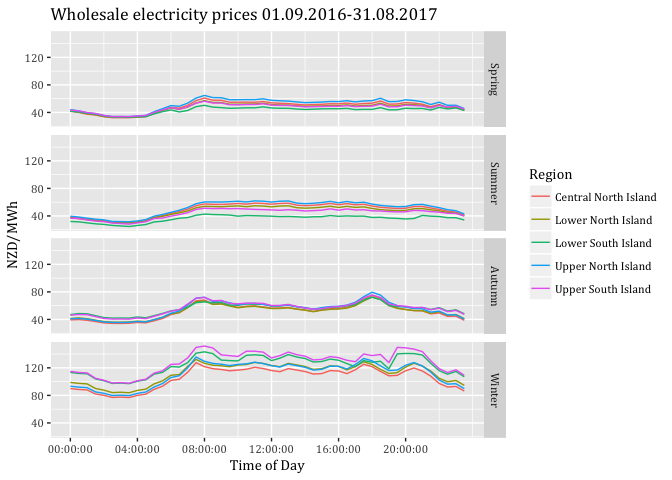 Wholesale electricity prices 01.09.2016-31.08.2017
NZD/MWh
120
80
40
Spring
120
80
40
Summer
120
80
40
Autumn
120
80
40
Winter
00:00:00 04:00:00 08:00:00 12:00:00 16:00:00 20:00:00
Time of Day
Region
Central North Island
Lower North Island
Lower South Island
Upper North Island
Upper South Island